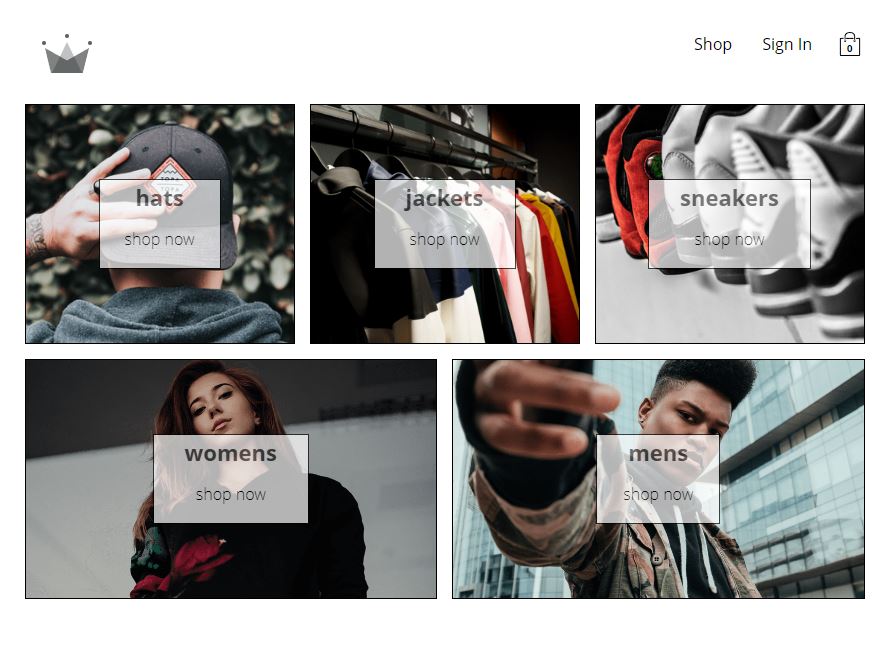 Shop
Sign In
0
hats
shop now
jackets
shop now
sneakers
shop now
womens
shop now
mens
shop now